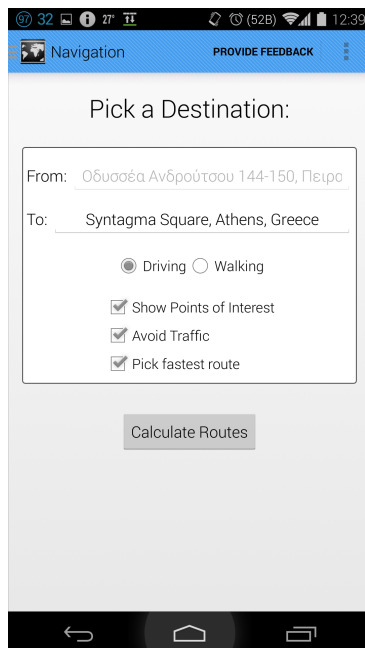 97 32 27° (52B) 12:39
Navigation PROVIDE FEEDBACK
Pick a Destination:
From: Οδυσσέα Ανδρούτσου 144-150, Πειρα
To: Syntagma Square, Athens, Greece
Driving Walking
Show Points of Interest
Avoid Traffic
Pick fastest route
Calculate Routes